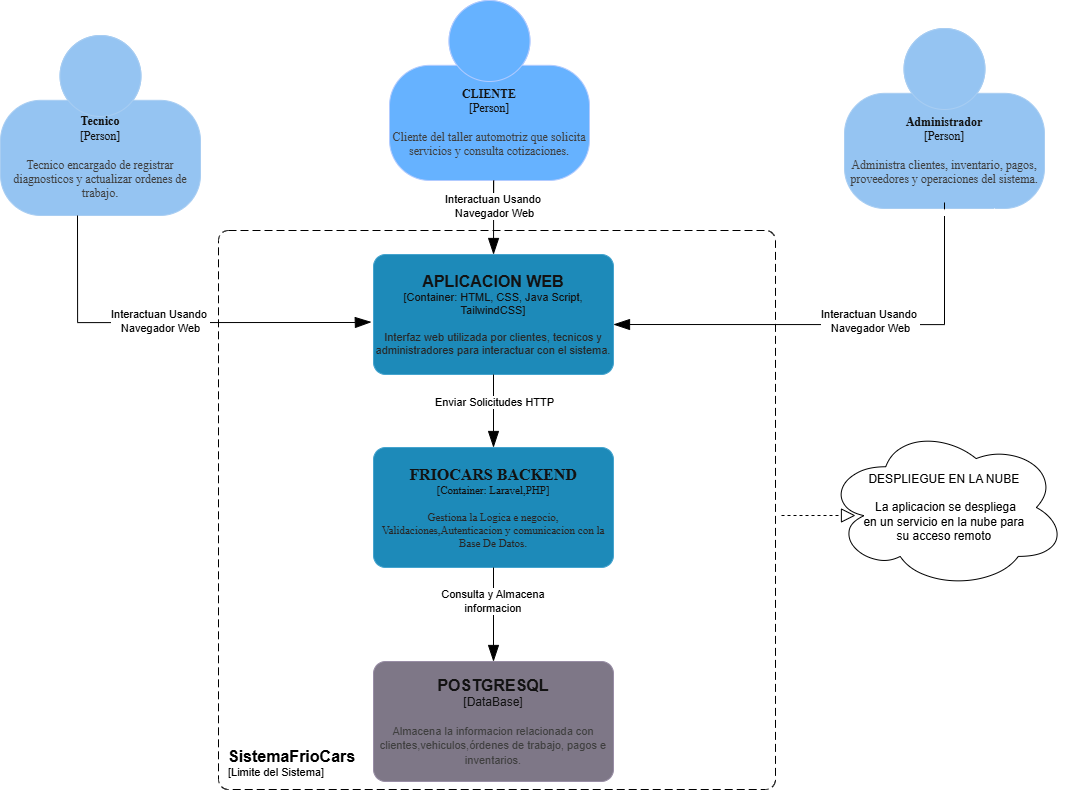 CLIENTE
[Person]
Cliente del taller automotriz que solicita
servicios y consulta cotizaciones.
Tecnico
[Person]
Tecnico encargado de registrar
diagnosticos y actualizar ordenes de
trabajo.
Administrador
[Person]
Administra clientes, inventario, pagos,
proveedores y operaciones del sistema.
Interactuan Usando
Navegador Web
Interactuan Usando
Navegador Web
Interactuan Usando
Navegador Web
APLICACION WEB
[Container: HTML, CSS, Java Script,
TailwindCSS]
Interfaz web utilizada por clientes, tecnicos y
administradores para interactuar con el sistema.
Enviar Solicitudes HTTP
FRIOCARS BACKEND
[Container: Laravel,PHP]
Gestiona la Logica e negocio,
Validaciones,Autenticacion y comunicacion con la
Base De Datos.
DESPLIEGUE EN LA NUBE
La aplicacion se despliega
en un servicio en la nube para
su acceso remoto
Consulta y Almacena
informacion
POSTGRESQL
[DataBase]
Almacena la informacion relacionada con
clientes,vehiculos,órdenes de trabajo, pagos e
inventarios.
SistemaFrioCars
[Limite del Sistema]